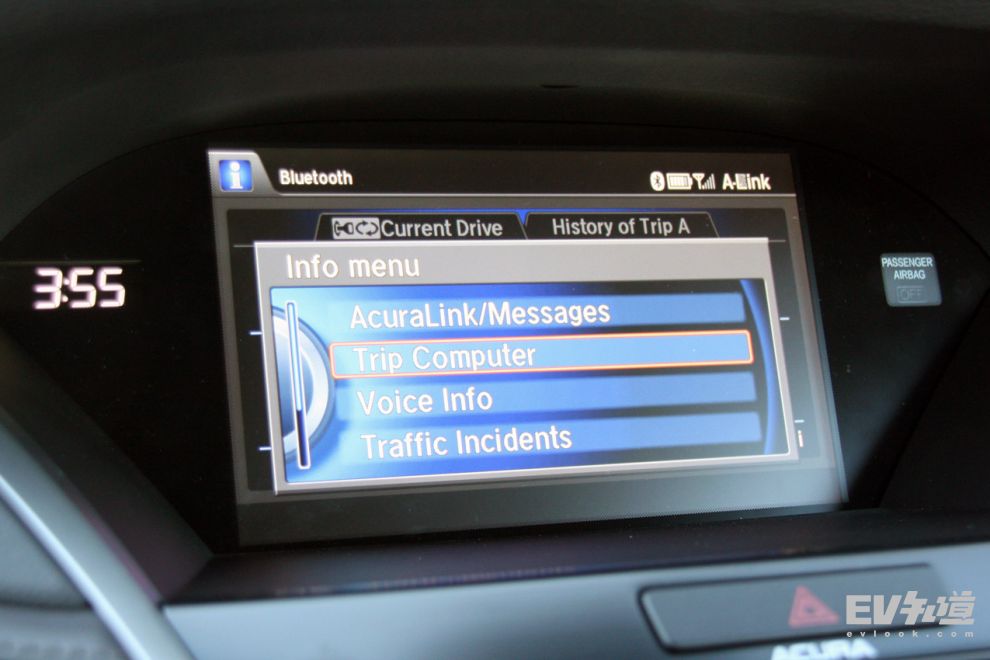 Bluetooth
A-Link
Current Drive
History of Trip A
Info menu
3:55
PASSENGER
AIRBAG
OFF
AcuraLink/Messages
Trip Computer
Voice Info
Traffic Incidents
i
EV知道
evlook.com
ACURA